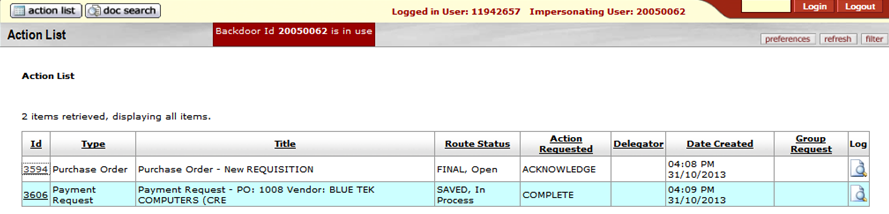 action list doc search Logged in User: 11942657 Impersonating User: 20050062 Login Logout
Action List Backdoor Id 20050062 is in use preferences refresh filter
Action List
2 items retrieved, displaying all items.
Id Type Title Route Status Action Requested Delegator Date Created Group Request Log
3594 Purchase Order Purchase Order - New REQUISITION FINAL, Open ACKNOWLEDGE 04:08 PM 31/10/2013
3606 Payment Request Payment Request - PO: 1008 Vendor: BLUE TEK COMPUTERS (CRE SAVED, In Process COMPLETE 04:09 PM 31/10/2013